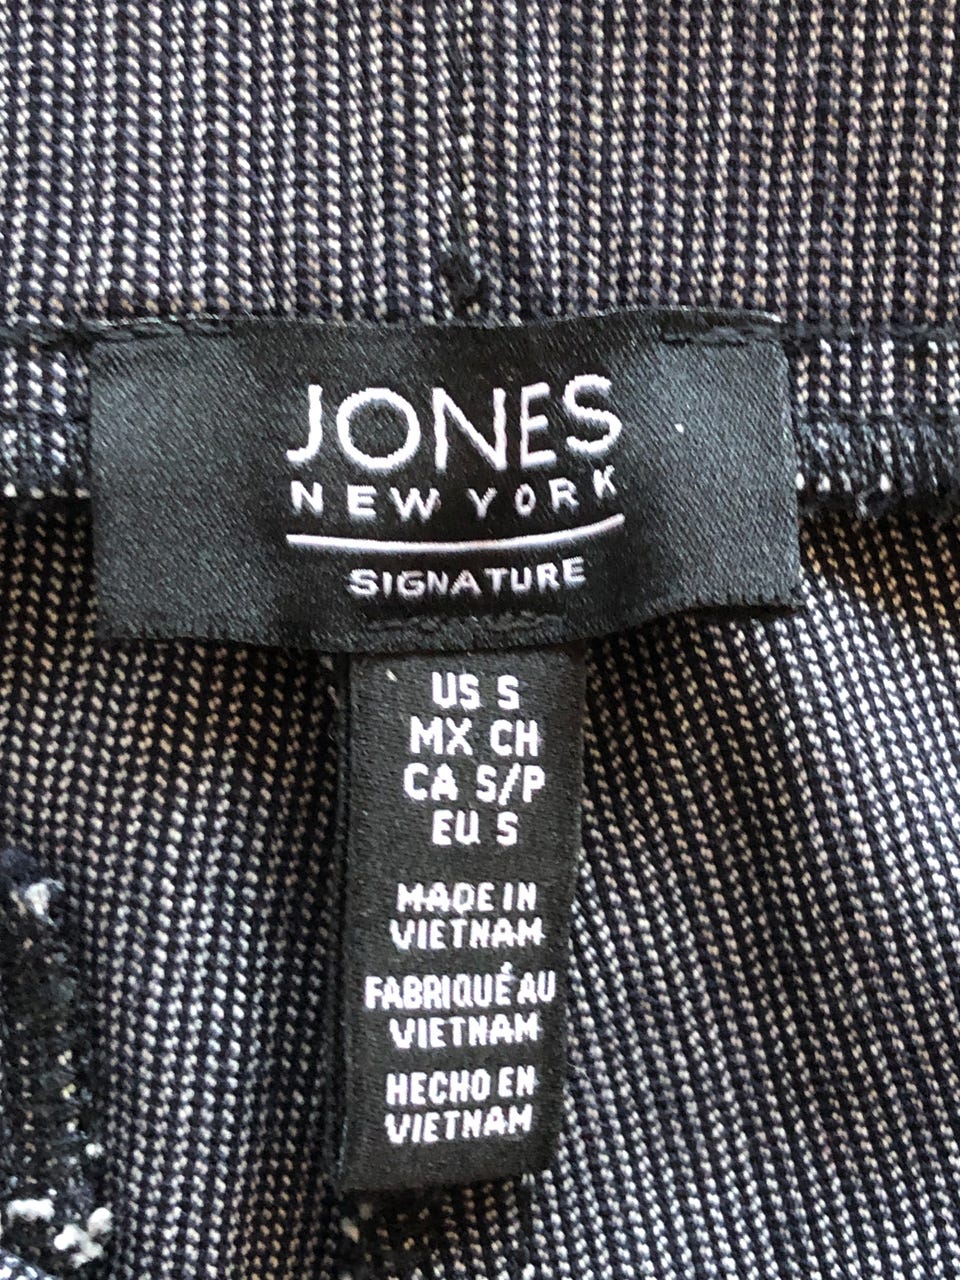 JONES
NEW YORK
SIGNATURE
US S
MX CH
CA S/P
EU S
MADE IN
VIETNAM
FABRIQUÉ AU
VIETNAM
HECHO EN
VIETNAM